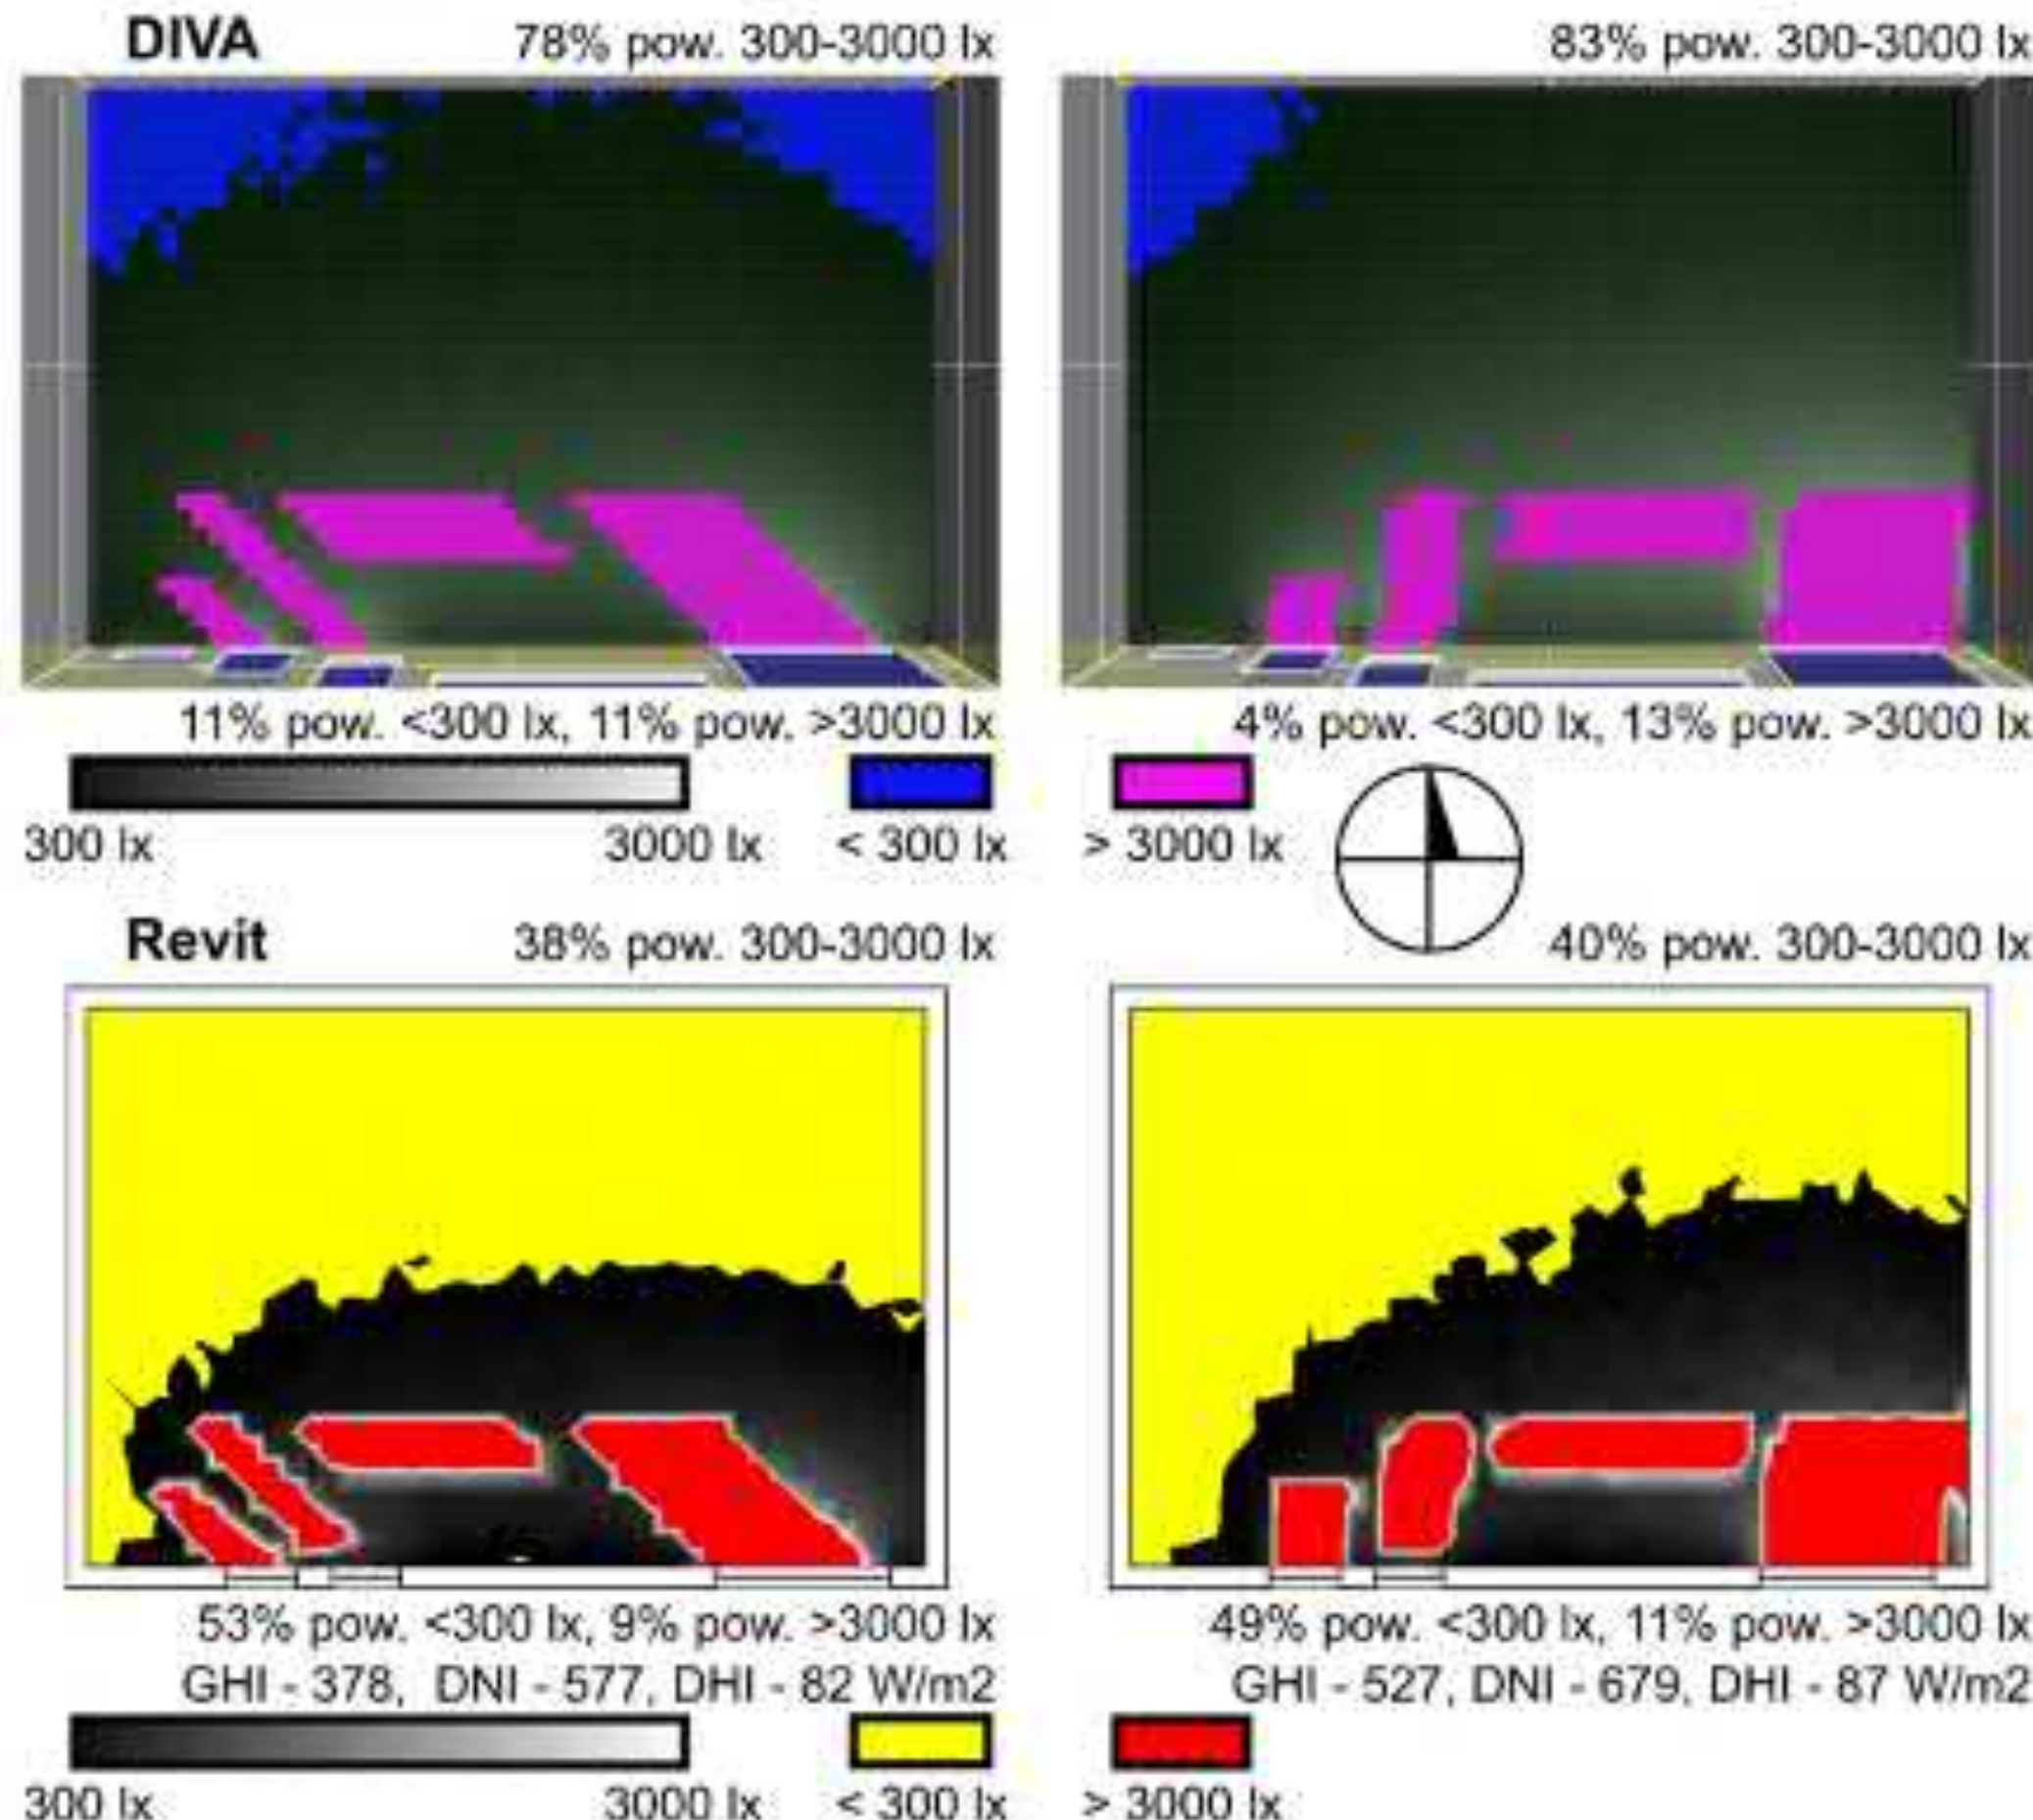 DIVA 78% pow. 300-3000 lx 83% pow. 300-3000 lx
11% pow. <300 lx, 11% pow. >3000 lx 4% pow. <300 lx, 13% pow. >3000 lx
300 lx 3000 lx < 300 lx > 3000 lx
Revit 38% pow. 300-3000 lx 40% pow. 300-3000 lx
53% pow. <300 lx, 9% pow. >3000 lx 49% pow. <300 lx, 11% pow. >3000 lx
GHI - 378, DNI - 577, DHI - 82 W/m2 GHI - 527, DNI - 679, DHI - 87 W/m2
300 lx 3000 lx < 300 lx > 3000 lx